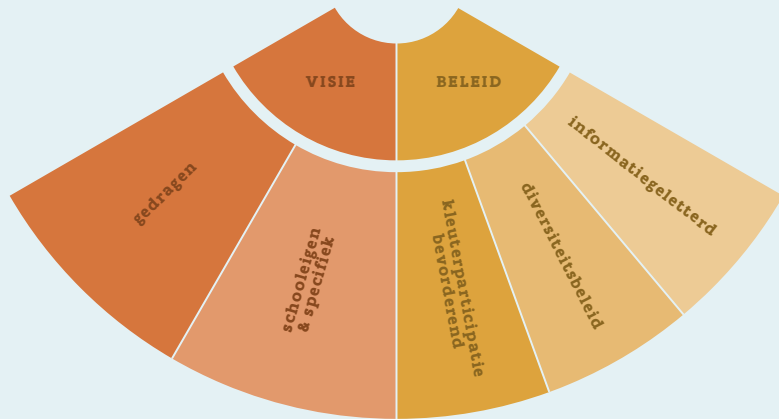 VISIE
BELEID
gedragen
schooleigen
& specifiek
kleuterparticipatie
bevorderend
diversiteitsbeleid
informatiegeletterd